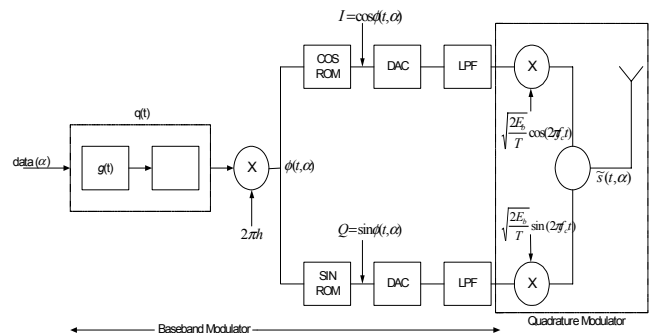 I=cosϕ(t,α)
COS ROM
DAC
LPF
X
√(2E_b/T) cos(2πf_c t)
q(t)
data(α)
g(t)
X
ϕ(t,α)
2πh
s̃(t,α)
Q=sinϕ(t,α)
√(2E_b/T) sin(2πf_c t)
SIN ROM
DAC
LPF
X
Baseband Modulator
Quadrature Modulator